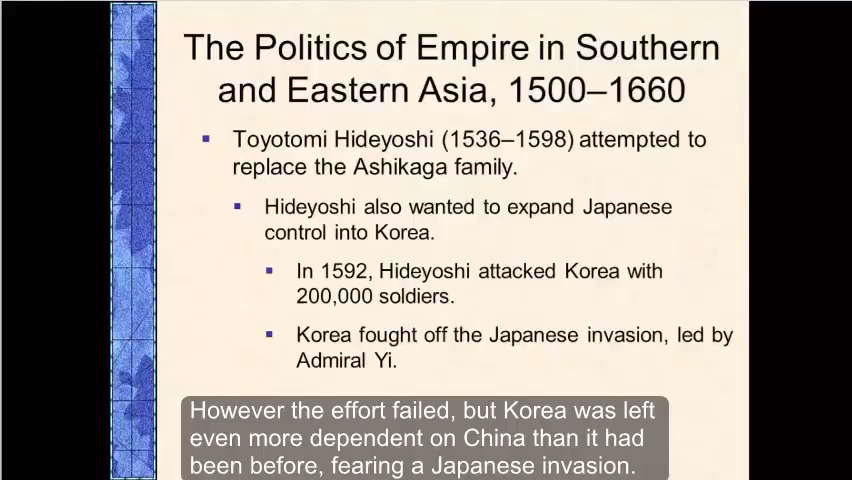 The Politics of Empire in Southern
and Eastern Asia, 1500–1660
Toyotomi Hideyoshi (1536–1598) attempted to
replace the Ashikaga family.
Hideyoshi also wanted to expand Japanese
control into Korea.
In 1592, Hideyoshi attacked Korea with
200,000 soldiers.
Korea fought off the Japanese invasion, led by
Admiral Yi.
However the effort failed, but Korea was left
even more dependent on China than it had
been before, fearing a Japanese invasion.